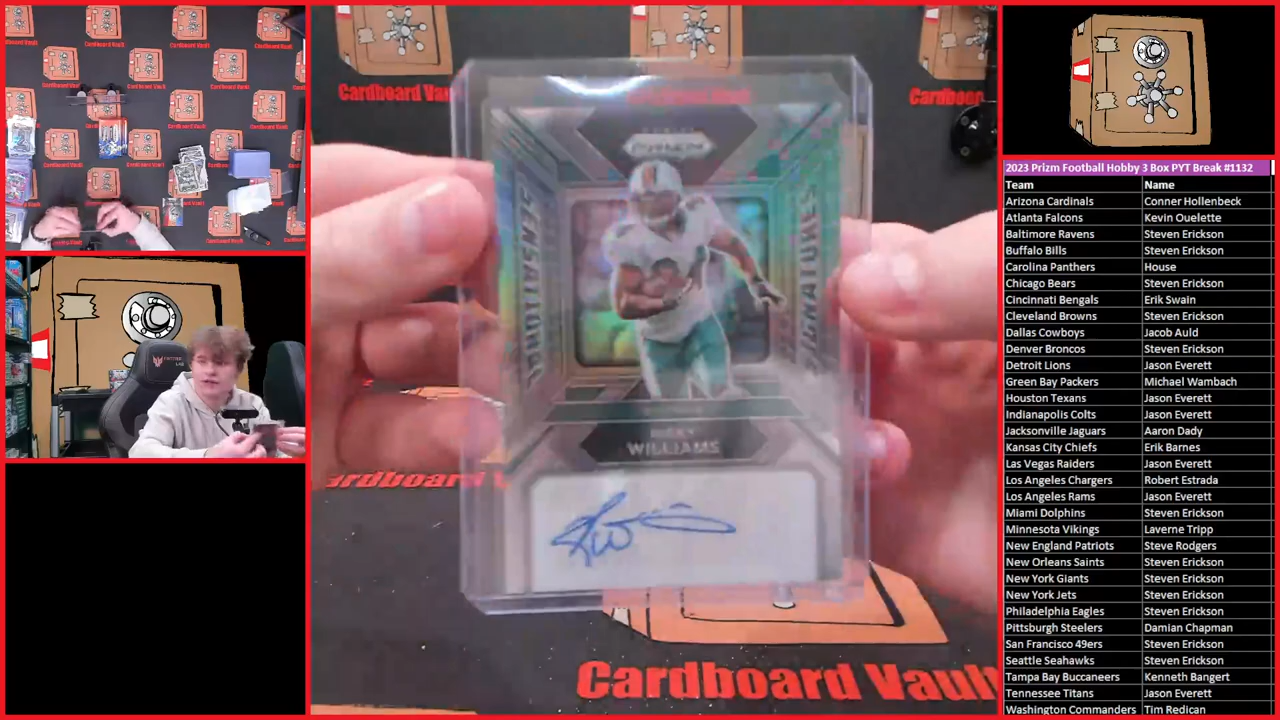 Cardboard Vault
Cardboard Vault
Cardboard Vault
PRIZM
SENSATIONAL
SIGNATURES
RICKY
WILLIAMS
Cardboard Vault
2023 Prizm Football Hobby 3 Box PYT Break #1132
Team Name
Arizona Cardinals Conner Hollenbeck
Atlanta Falcons Kevin Ouelette
Baltimore Ravens Steven Erickson
Buffalo Bills Steven Erickson
Carolina Panthers House
Chicago Bears Steven Erickson
Cincinnati Bengals Erik Swain
Cleveland Browns Steven Erickson
Dallas Cowboys Jacob Auld
Denver Broncos Steven Erickson
Detroit Lions Jason Everett
Green Bay Packers Michael Wambach
Houston Texans Jason Everett
Indianapolis Colts Jason Everett
Jacksonville Jaguars Aaron Dady
Kansas City Chiefs Erik Barnes
Las Vegas Raiders Jason Everett
Los Angeles Chargers Robert Estrada
Los Angeles Rams Jason Everett
Miami Dolphins Steven Erickson
Minnesota Vikings Laverne Tripp
New England Patriots Steve Rodgers
New Orleans Saints Steven Erickson
New York Giants Steven Erickson
New York Jets Steven Erickson
Philadelphia Eagles Steven Erickson
Pittsburgh Steelers Damian Chapman
San Francisco 49ers Steven Erickson
Seattle Seahawks Steven Erickson
Tampa Bay Buccaneers Kenneth Bangert
Tennessee Titans Jason Everett
Washington Commanders Tim Redican